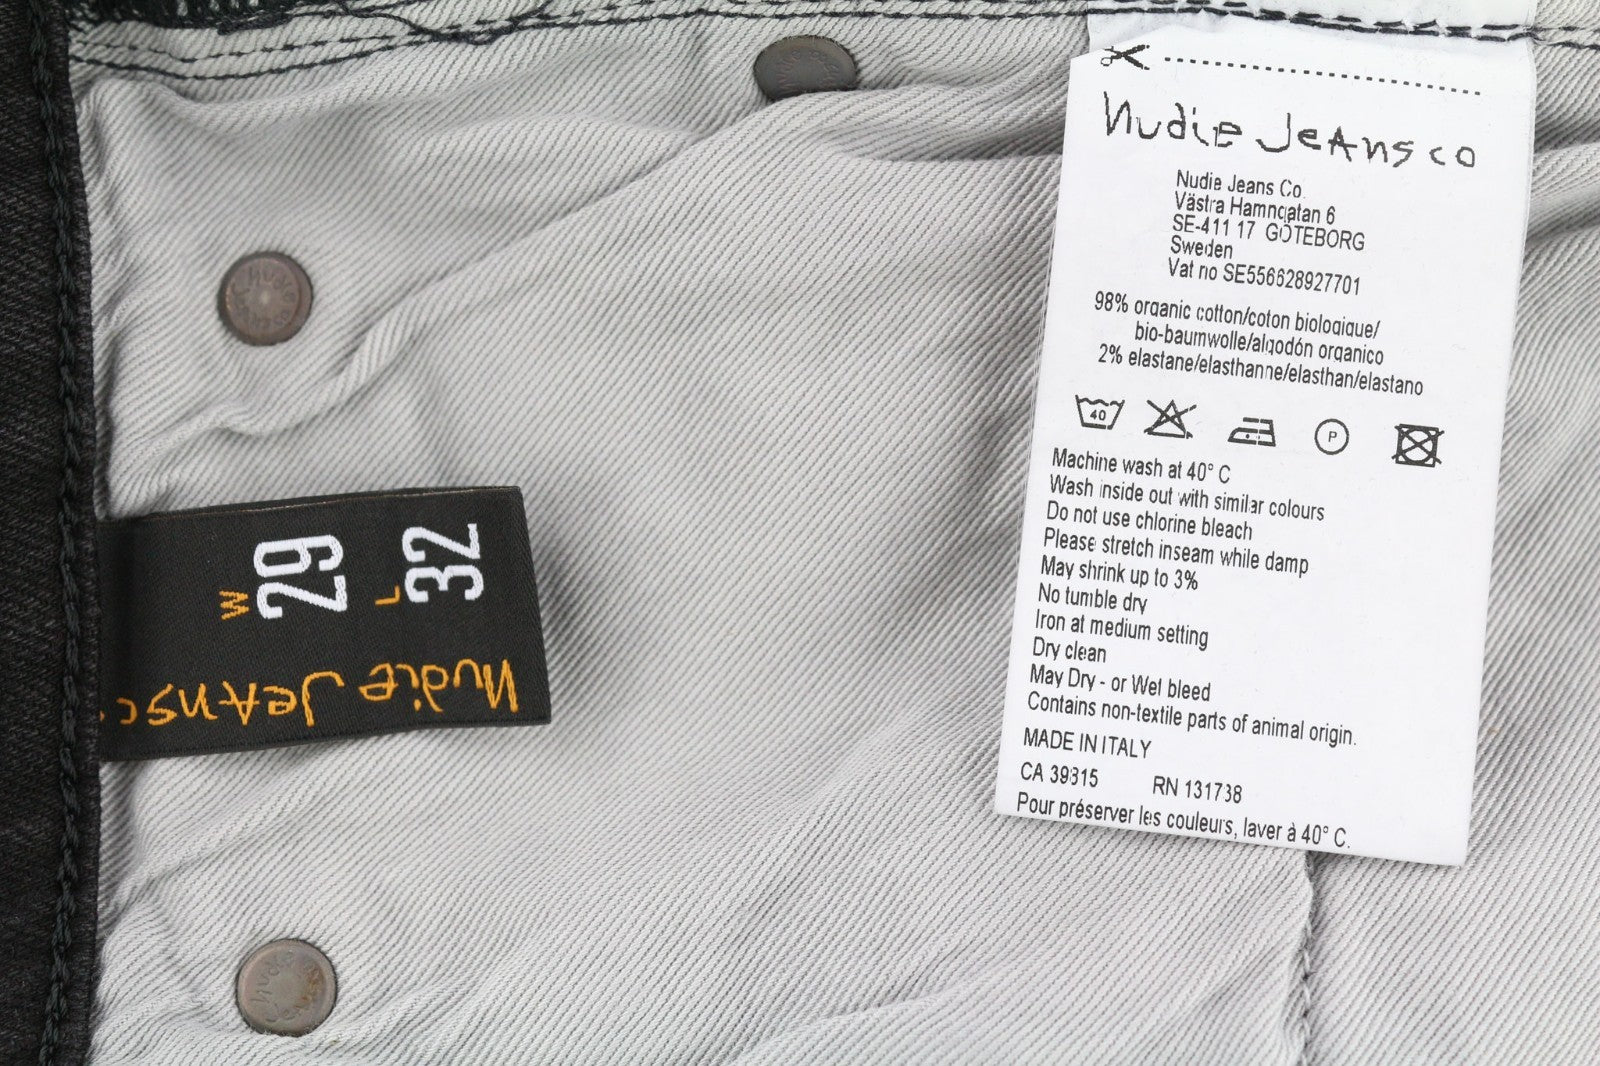 nudie Jeans co
Nudie Jeans Co.
Västra Hamngatan 6
SE-411 17 GÖTEBORG
Sweden
Vat no SE556628927701
98% organic cotton/coton biologique/
bio-baumwolle/algodón organico
2% elastane/elasthanne/elasthan/elastano
40
P
Machine wash at 40° C
Wash inside out with similar colours
Do not use chlorine bleach
Please stretch inseam while damp
May shrink up to 3%
No tumble dry
Iron at medium setting
Dry clean
May Dry - or Wet bleed
Contains non-textile parts of animal origin.
MADE IN ITALY
CA 39815 RN 131738
Pour préserver les couleurs, laver à 40° C.
W 29
L 32
nudie Jeans c
nudie
Jeans